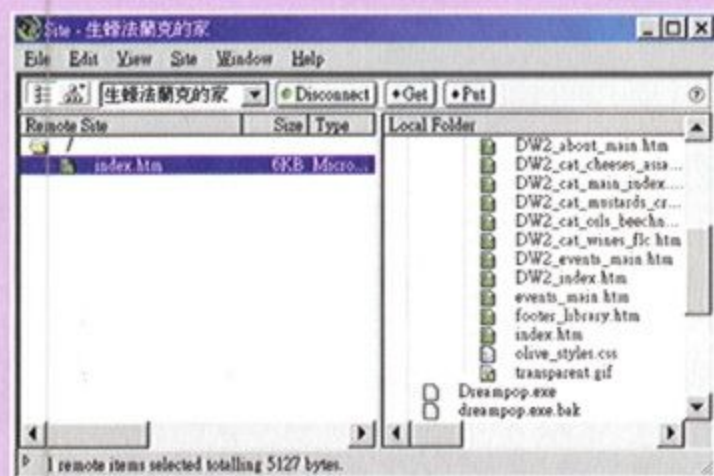 Site - 生蠔法蘭克的家
File Edit View Site Window Help
生蠔法蘭克的家 Disconnect Get Put
Remote Site Size Type Local Folder
/
index.htm 6KB Micro...
DW2_about_main.htm
DW2_cat_cheeses_asia...
DW2_cat_main_index....
DW2_cat_mustards_cr...
DW2_cat_oils_beechn...
DW2_cat_wines_flc.htm
DW2_events_main.htm
DW2_index.htm
events_main.htm
footer_library.htm
index.htm
olive_styles.css
transparent.gif
Dreampop.exe
dreampop.exe.bak
1 remote items selected totalling 5127 bytes.